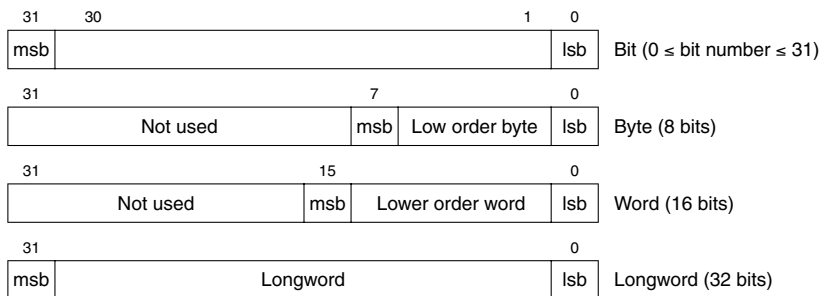 31 30 1 0
msb lsb Bit (0 ≤ bit number ≤ 31)
31 7 0
Not used msb Low order byte lsb Byte (8 bits)
31 15 0
Not used msb Lower order word lsb Word (16 bits)
31 0
msb Longword lsb Longword (32 bits)